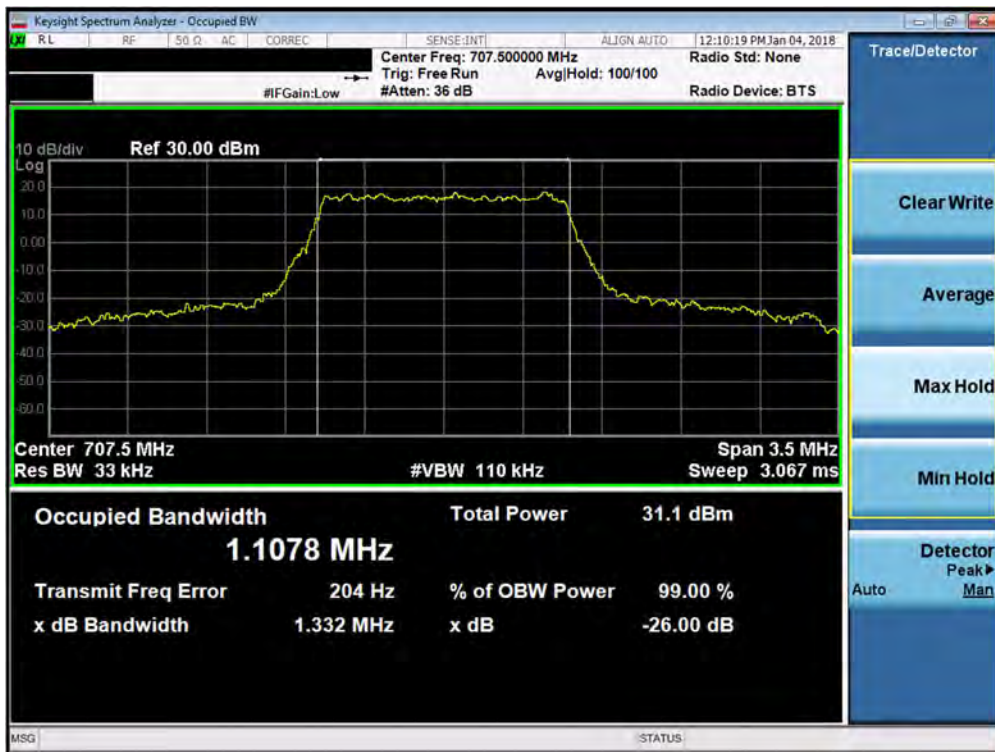 Keysight Spectrum Analyzer - Occupied BW
LXI RL RF 50 Ω AC CORREC SENSE:INT ALIGN AUTO 12:10:19 PM Jan 04, 2018
Center Freq: 707.500000 MHz Radio Std: None
Trig: Free Run Avg|Hold: 100/100
#IFGain:Low #Atten: 36 dB Radio Device: BTS
10 dB/div Ref 30.00 dBm
Log
20.0
10.0
0.00
-10.0
-20.0
-30.0
-40.0
-50.0
-60.0
Center 707.5 MHz Span 3.5 MHz
Res BW 33 kHz #VBW 110 kHz Sweep 3.067 ms
Occupied Bandwidth Total Power 31.1 dBm
1.1078 MHz
Transmit Freq Error 204 Hz % of OBW Power 99.00 %
x dB Bandwidth 1.332 MHz x dB -26.00 dB
MSG STATUS
Trace/Detector
Clear Write
Average
Max Hold
Min Hold
Detector
Peak▶
Auto Man